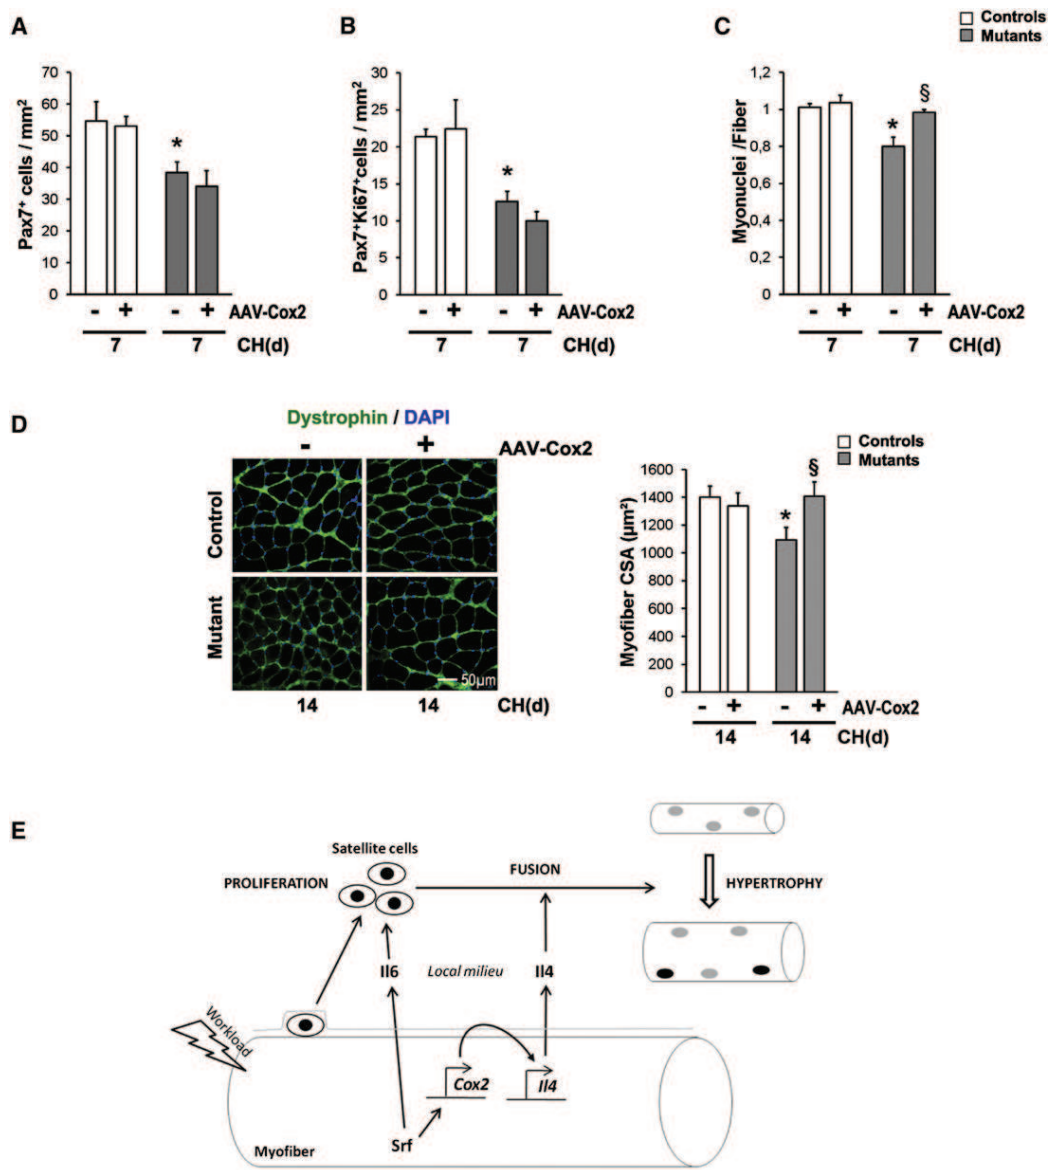 A
Pax7⁺ cells / mm²
70
60
50
40
30
20
10
0
*
- + - + AAV-Cox2
7 7 CH(d)
B
Pax7⁺Ki67⁺cells / mm²
30
25
20
15
10
5
0
*
- + - + AAV-Cox2
7 7 CH(d)
C
Controls
Mutants
Myonuclei /Fiber
1,2
1
0,8
0,6
0,4
0,2
0
* §
- + - + AAV-Cox2
7 7 CH(d)
D
Dystrophin / DAPI
- + AAV-Cox2
Control
Mutant
50µm
14 14 CH(d)
Controls
Mutants
Myofiber CSA (µm²)
1600
1400
1200
1000
800
600
400
200
0
* §
- + - + AAV-Cox2
14 14 CH(d)
E
Satellite cells
PROLIFERATION
FUSION
HYPERTROPHY
Il6 Local milieu Il4
Workload
Cox2 Il4
Srf
Myofiber